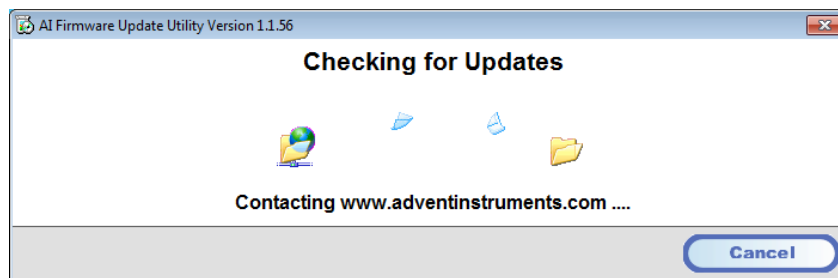 AI Firmware Update Utility Version 1.1.56
Checking for Updates
Contacting www.adventinstruments.com ....
Cancel